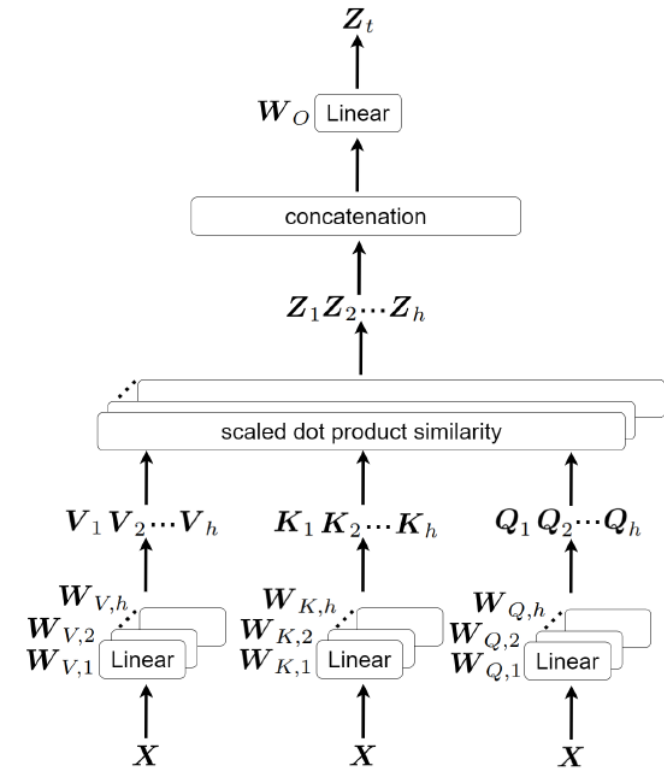 Z_t
W_O Linear
concatenation
Z_1 Z_2 ... Z_h
scaled dot product similarity
V_1 V_2 ... V_h K_1 K_2 ... K_h Q_1 Q_2 ... Q_h
W_{V,h} W_{K,h} W_{Q,h}
W_{V,2} W_{K,2} W_{Q,2}
W_{V,1} Linear W_{K,1} Linear W_{Q,1} Linear
X X X